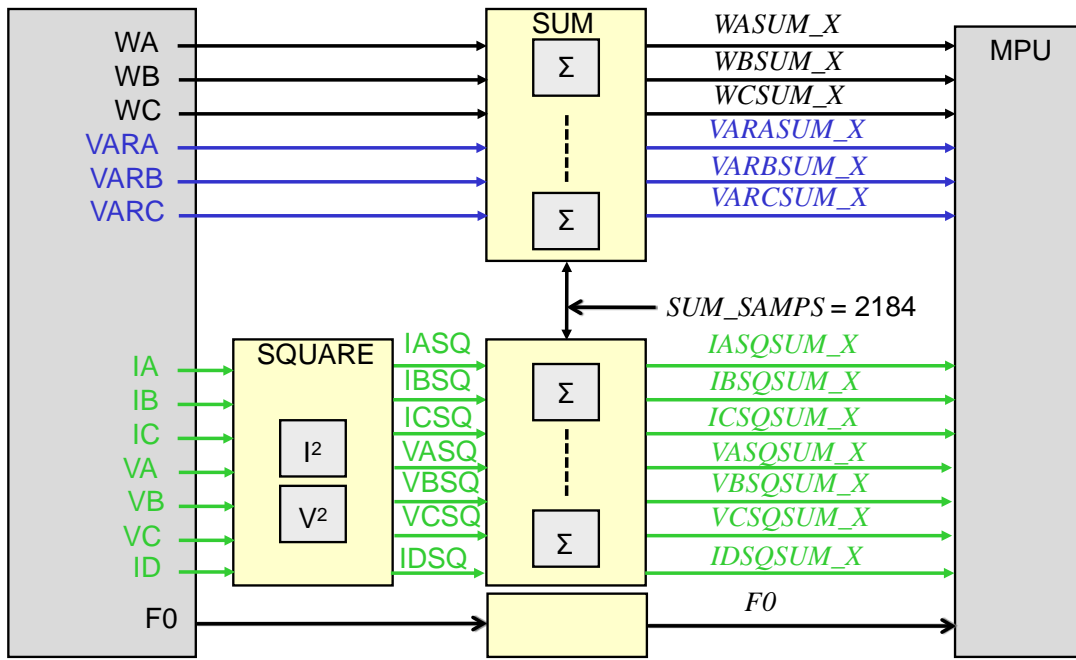 WA
WB
WC
VARA
VARB
VARC
SUM
Σ
Σ
WASUM_X
WBSUM_X
WCSUM_X
VARASUM_X
VARBSUM_X
VARCSUM_X
MPU
SUM_SAMPS = 2184
IA
IB
IC
VA
VB
VC
ID
SQUARE
I²
V²
IASQ
IBSQ
ICSQ
VASQ
VBSQ
VCSQ
IDSQ
Σ
Σ
IASQSUM_X
IBSQSUM_X
ICSQSUM_X
VASQSUM_X
VBSQSUM_X
VCSQSUM_X
IDSQSUM_X
F0
F0